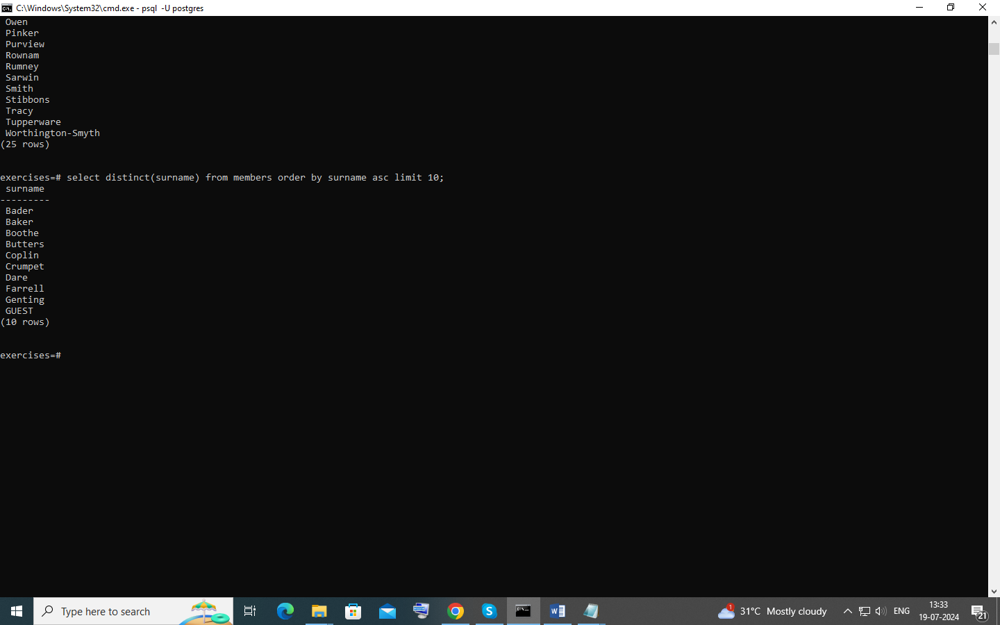 C:\Windows\System32\cmd.exe - psql  -U postgres
Owen
Pinker
Purview
Rownam
Rumney
Sarwin
Smith
Stibbons
Tracy
Tupperware
Worthington-Smyth
(25 rows)
exercises=# select distinct(surname) from members order by surname asc limit 10;
surname
---------
Bader
Baker
Boothe
Butters
Coplin
Crumpet
Dare
Farrell
Genting
GUEST
(10 rows)
exercises=#
Type here to search
1
31°C Mostly cloudy
ENG
13:33
19-07-2024
21